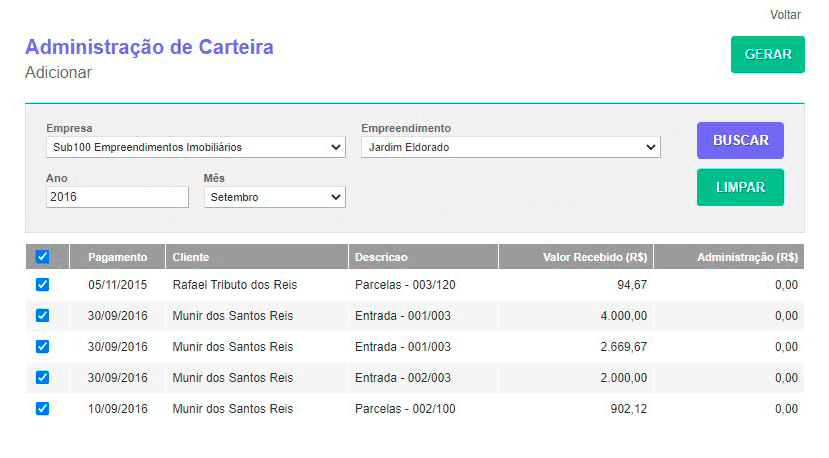 Voltar
Administração de Carteira
Adicionar
GERAR
Empresa
Empreendimento
Sub100 Empreendimentos Imobiliários
Jardim Eldorado
BUSCAR
Ano
Mês
2016
Setembro
LIMPAR
Pagamento Cliente Descricao Valor Recebido (R$) Administração (R$)
05/11/2015 Rafael Tributo dos Reis Parcelas - 003/120 94,67 0,00
30/09/2016 Munir dos Santos Reis Entrada - 001/003 4.000,00 0,00
30/09/2016 Munir dos Santos Reis Entrada - 001/003 2.669,67 0,00
30/09/2016 Munir dos Santos Reis Entrada - 002/003 2.000,00 0,00
10/09/2016 Munir dos Santos Reis Parcelas - 002/100 902,12 0,00